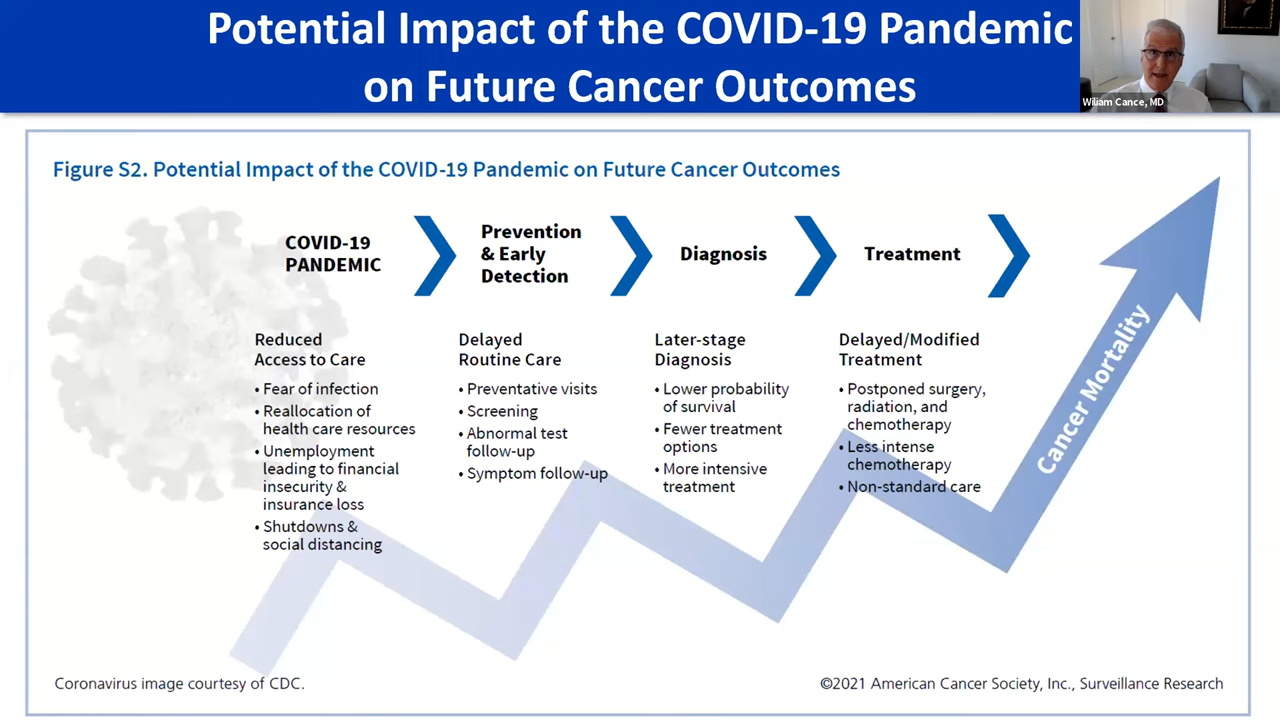 Potential Impact of the COVID-19 Pandemic
on Future Cancer Outcomes
Wiliam Cance, MD
Figure S2. Potential Impact of the COVID-19 Pandemic on Future Cancer Outcomes
COVID-19
PANDEMIC
Prevention
& Early
Detection
Diagnosis
Treatment
Reduced
Access to Care
• Fear of infection
• Reallocation of
health care resources
• Unemployment
leading to financial
insecurity &
insurance loss
• Shutdowns &
social distancing
Delayed
Routine Care
• Preventative visits
• Screening
• Abnormal test
follow-up
• Symptom follow-up
Later-stage
Diagnosis
• Lower probability
of survival
• Fewer treatment
options
• More intensive
treatment
Delayed/Modified
Treatment
• Postponed surgery,
radiation, and
chemotherapy
• Less intense
chemotherapy
• Non-standard care
Cancer Mortality
Coronavirus image courtesy of CDC.
©2021 American Cancer Society, Inc., Surveillance Research